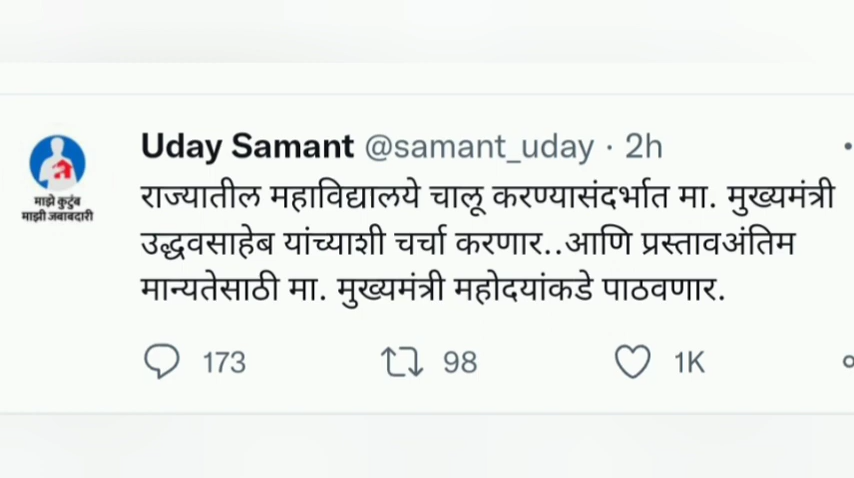 Uday Samant @samant_uday · 2h
राज्यातील महाविद्यालये चालू करण्यासंदर्भात मा. मुख्यमंत्री
उद्धवसाहेब यांच्याशी चर्चा करणार..आणि प्रस्तावअंतिम
मान्यतेसाठी मा. मुख्यमंत्री महोदयांकडे पाठवणार.
माझे कुटुंब
माझी जबाबदारी
173 98 1K